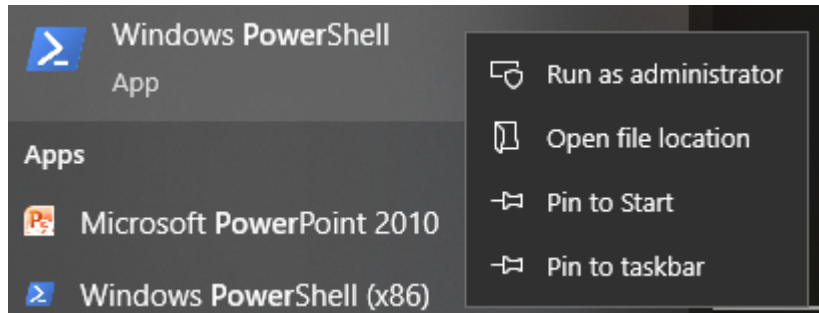 Windows PowerShell
App
Apps
Microsoft PowerPoint 2010
Windows PowerShell (x86)
Run as administrator
Open file location
Pin to Start
Pin to taskbar